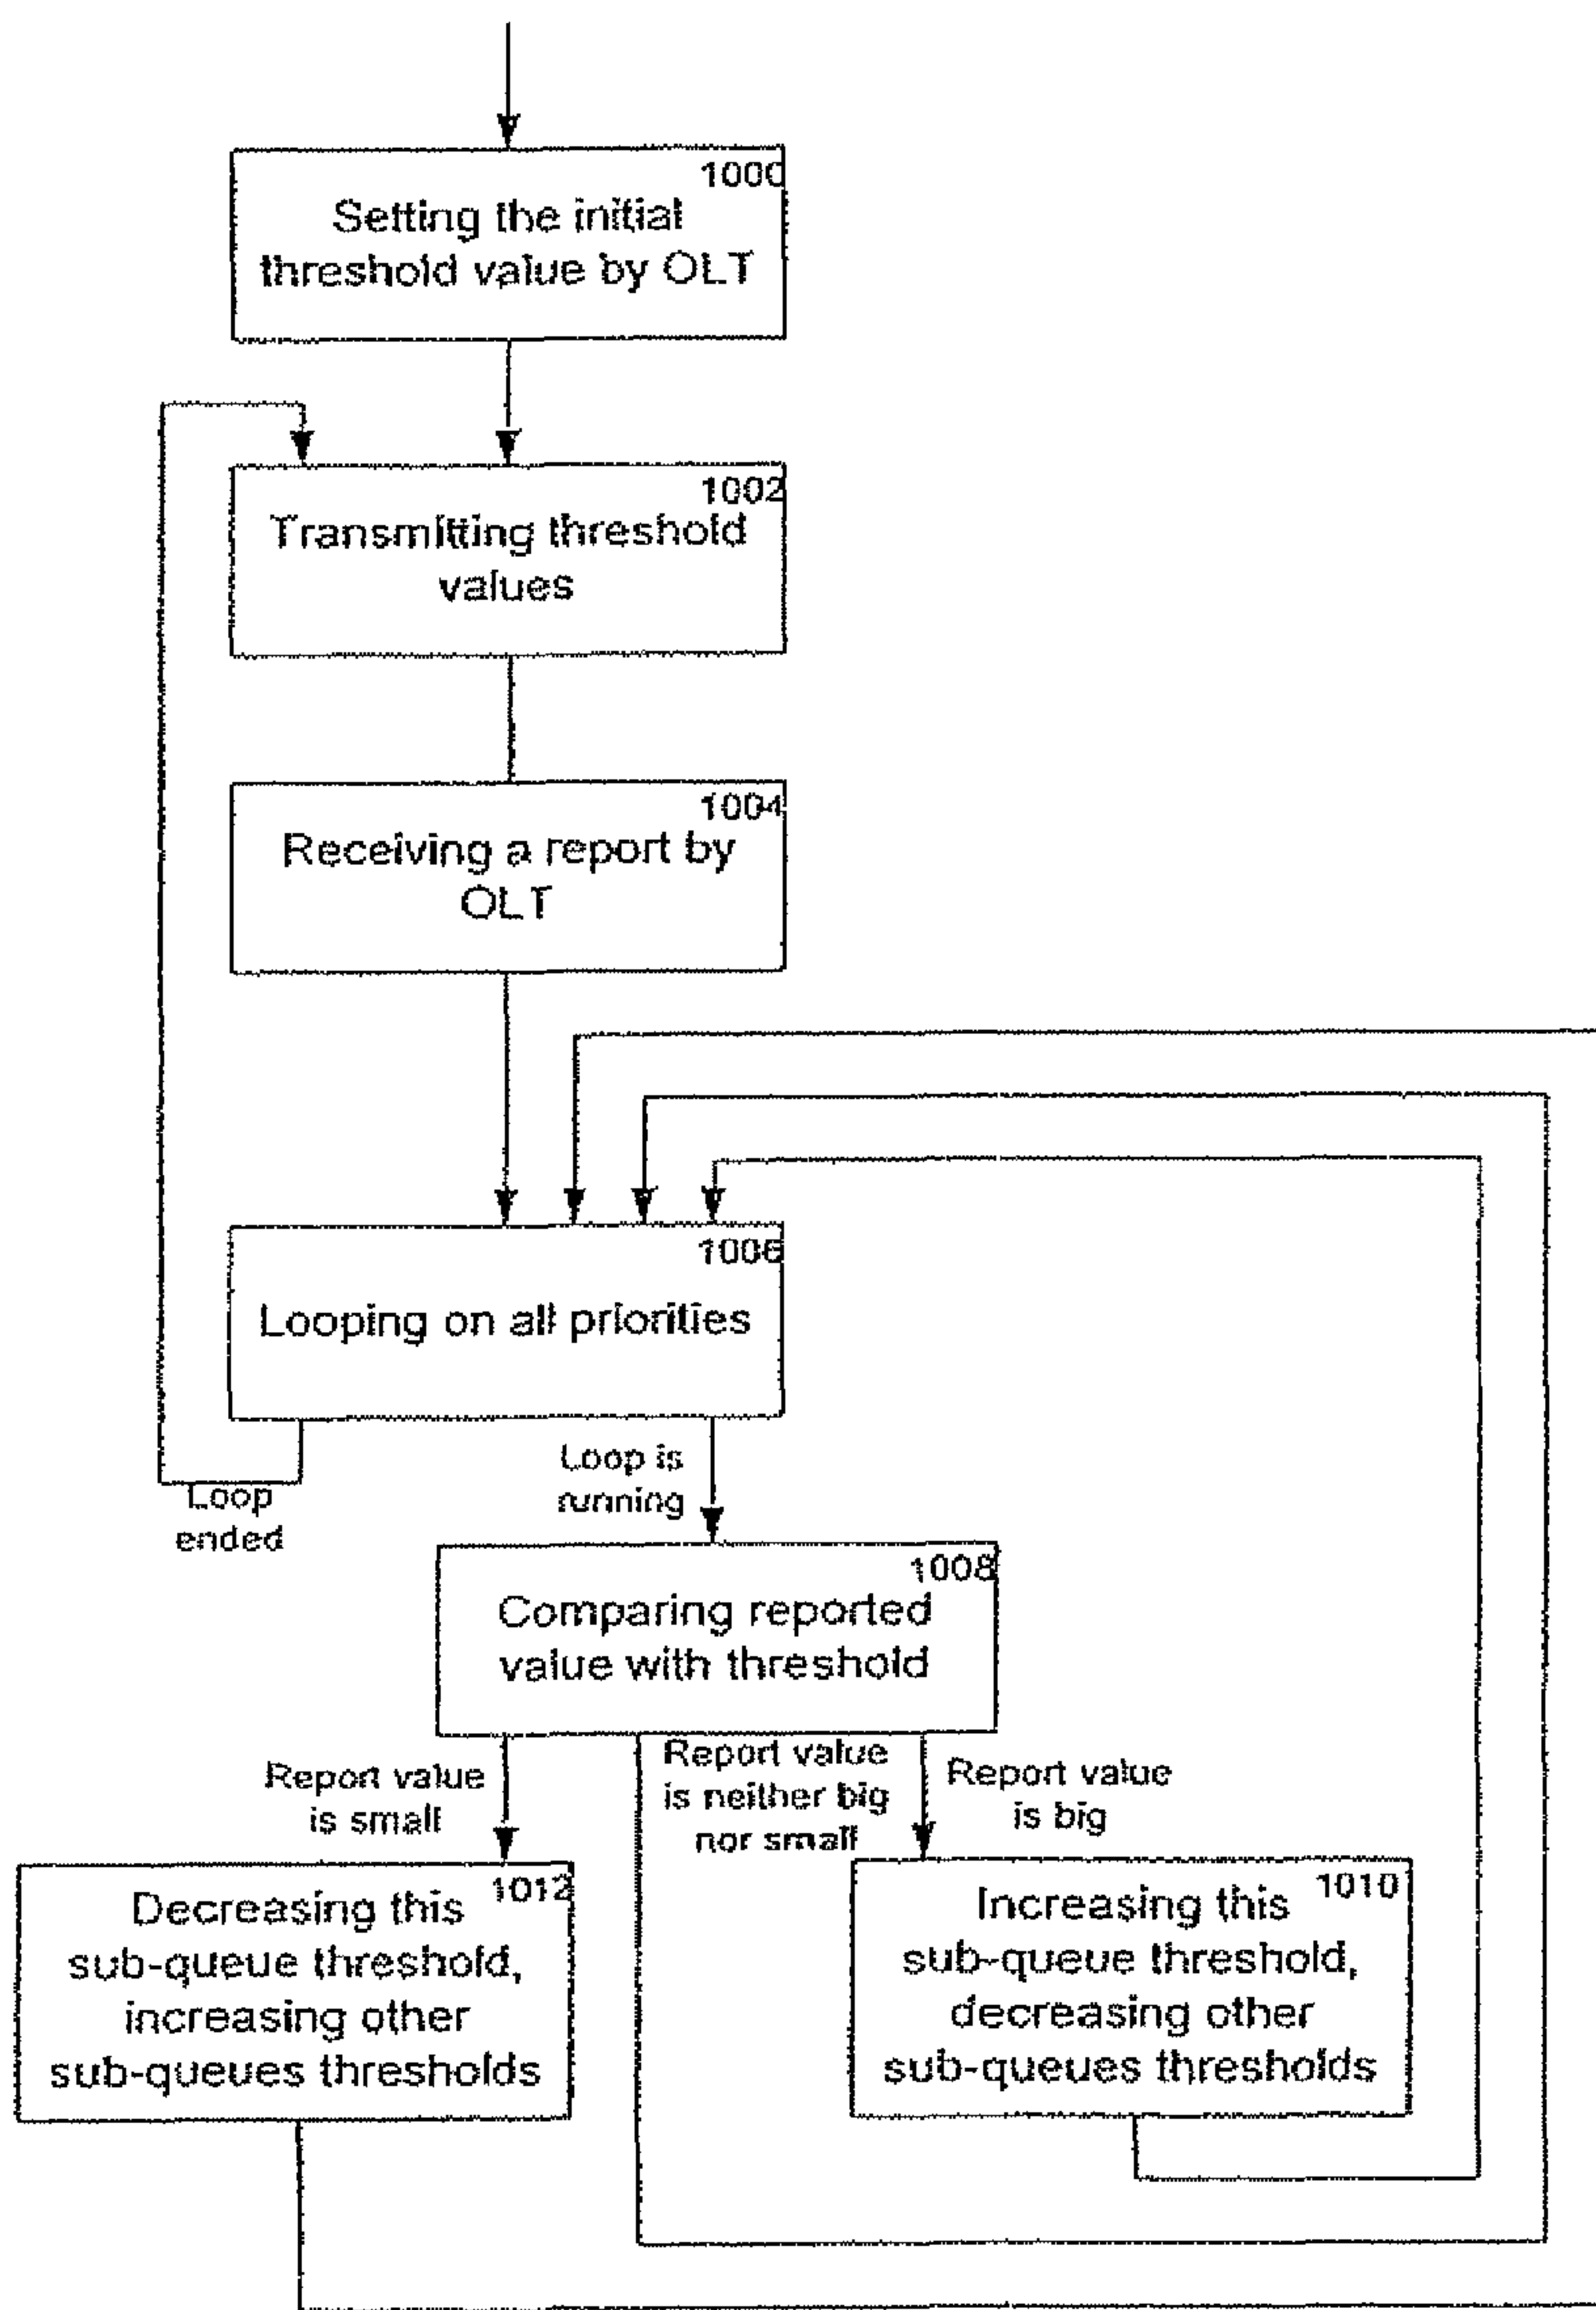 1000
Setting the initial
threshold value by OLT
1002
Transmitting threshold
values
1004
Receiving a report by
OLT
1006
Looping on all priorities
Loop is
running
Loop
ended
1008
Comparing reported
value with threshold
Report value
is small
Report value
is neither big
nor small
Report value
is big
1012
Decreasing this
sub-queue threshold,
increasing other
sub-queues thresholds
1010
Increasing this
sub-queue threshold,
decreasing other
sub-queues thresholds